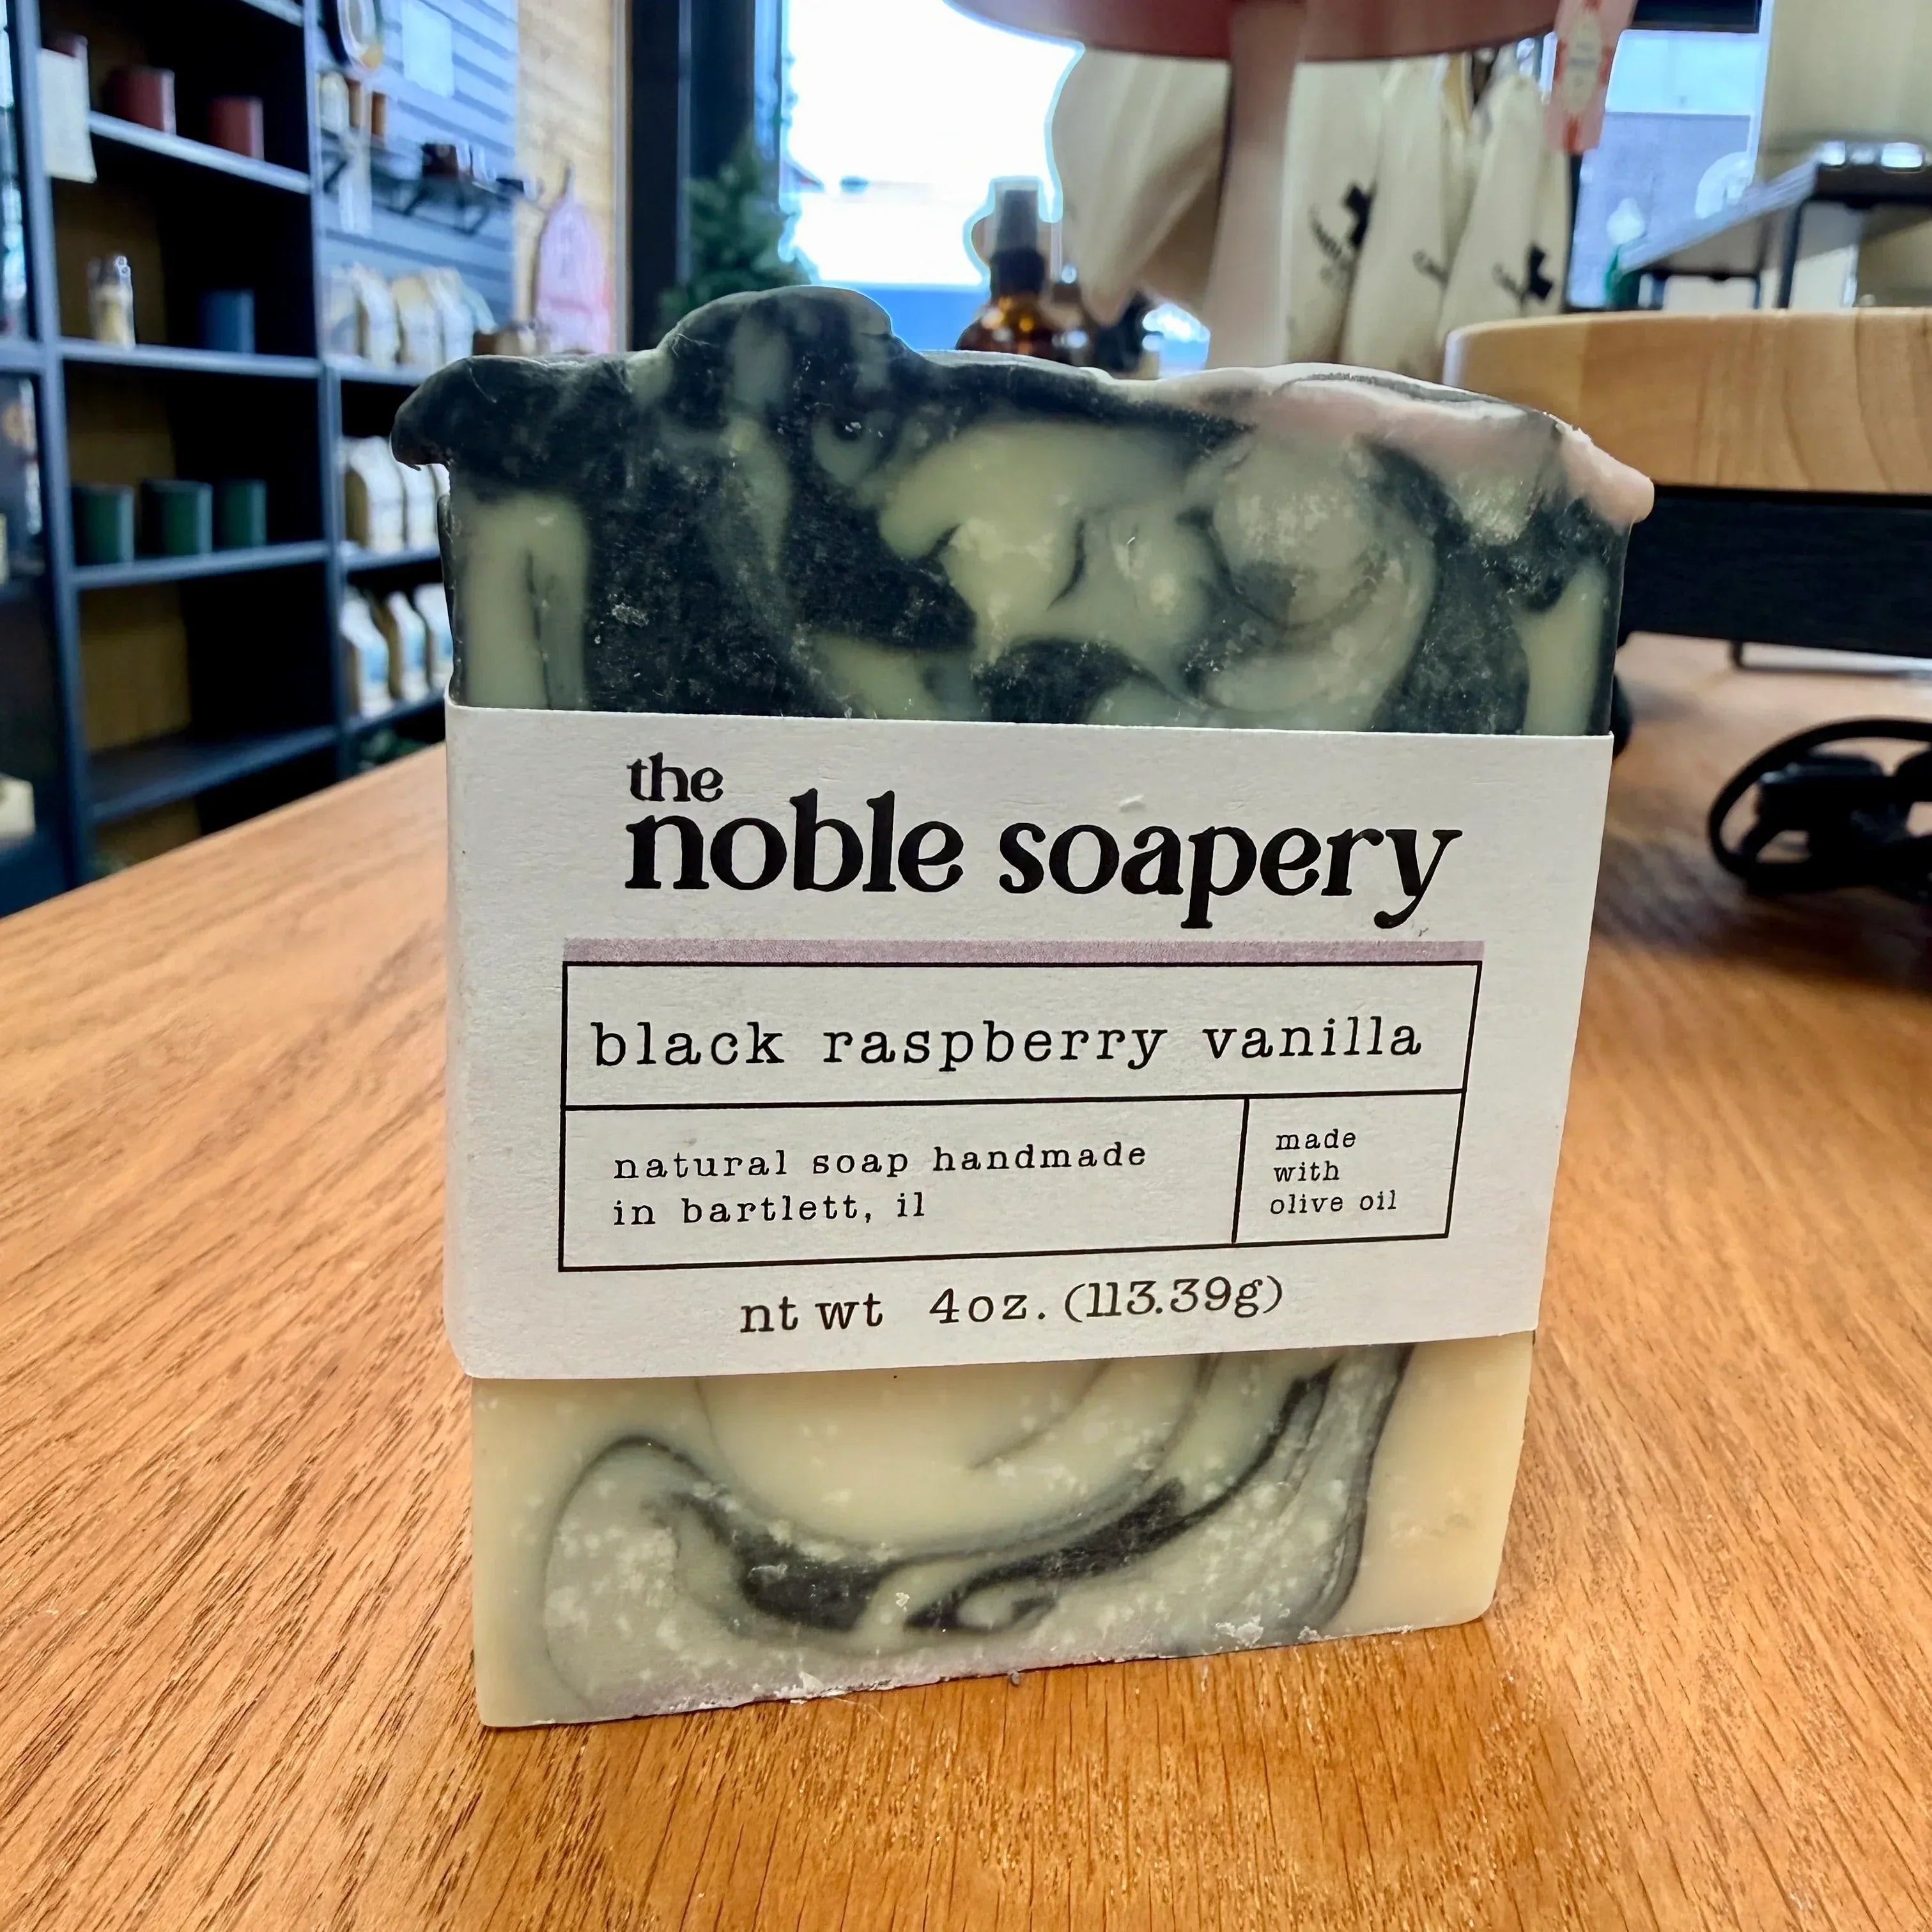 the
noble soapery
black raspberry vanilla
natural soap handmade
in bartlett, il
made
with
olive oil
nt wt 4oz. (113.39g)